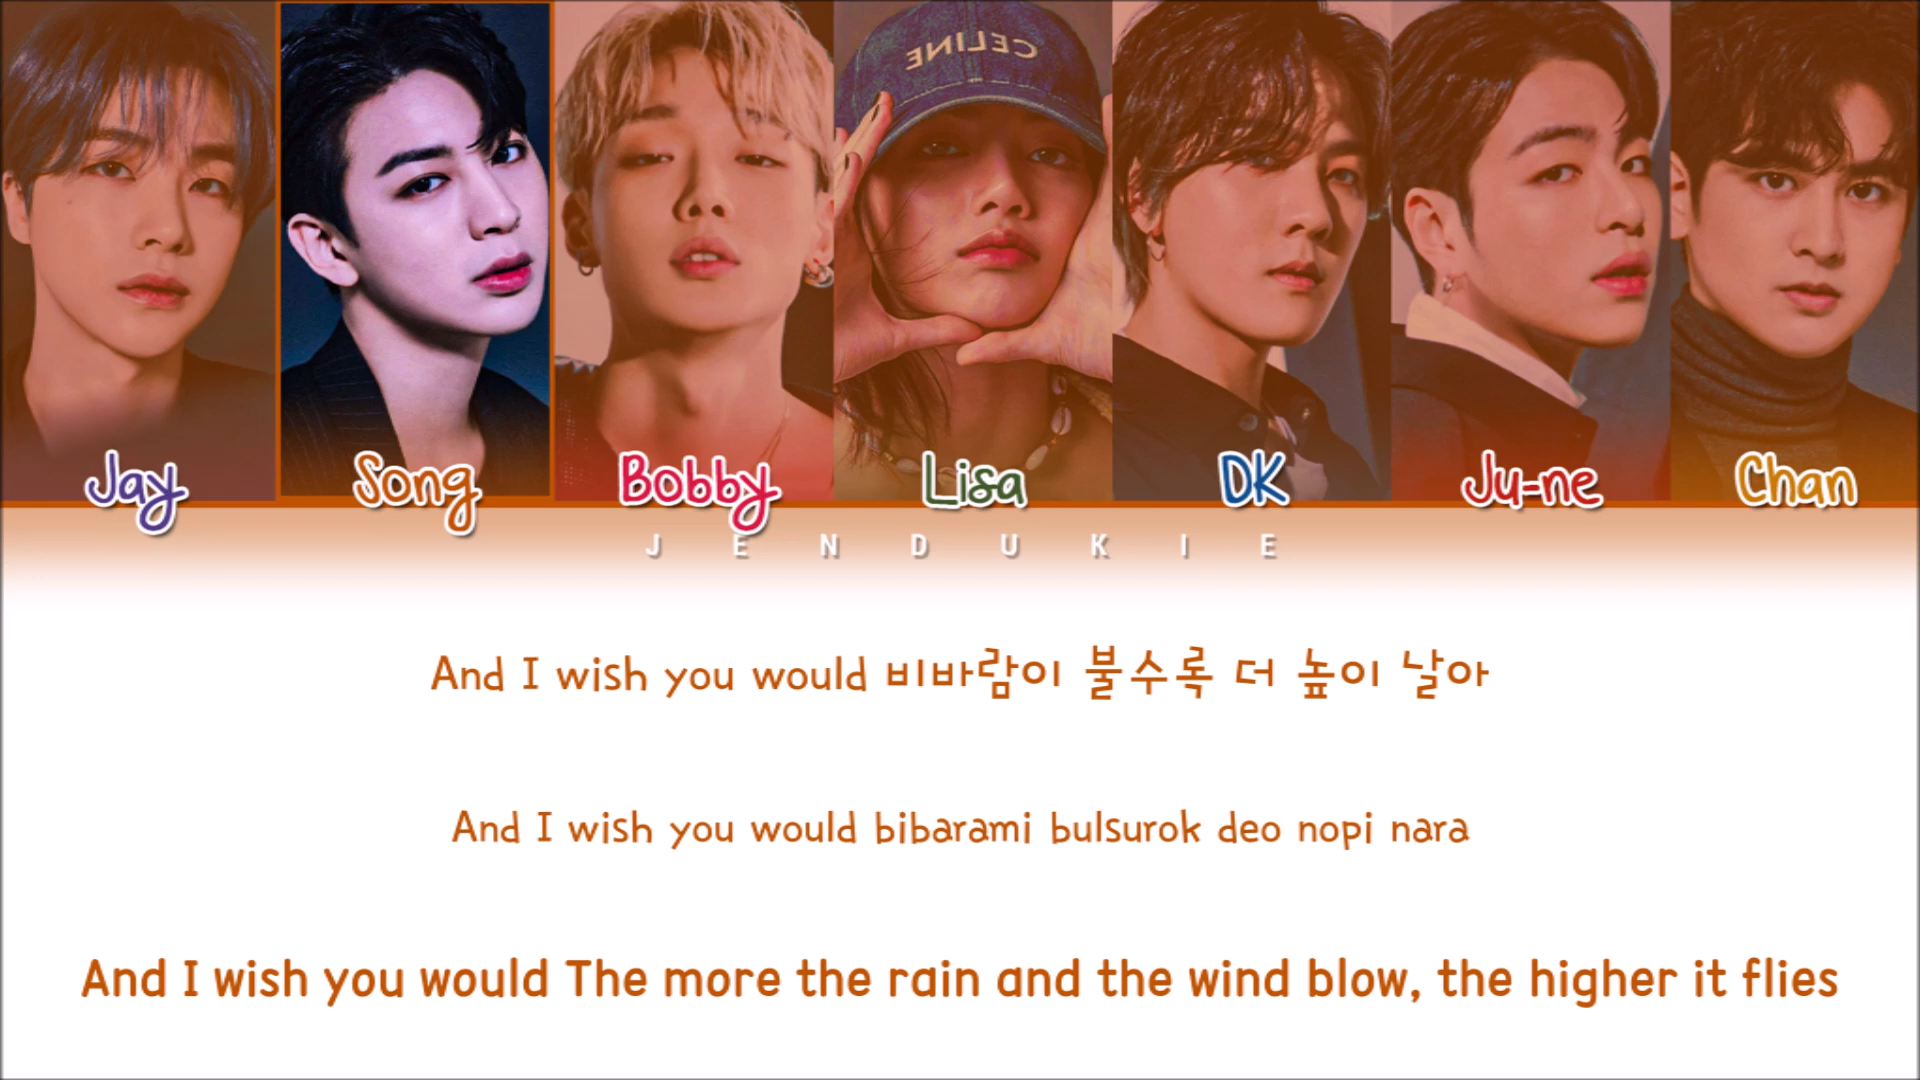 CELINE
Jay Song Bobby Lisa DK Ju-ne Chan
JENDUKIE
And I wish you would 비바람이 불수록 더 높이 날아
And I wish you would bibarami bulsurok deo nopi nara
And I wish you would The more the rain and the wind blow, the higher it flies